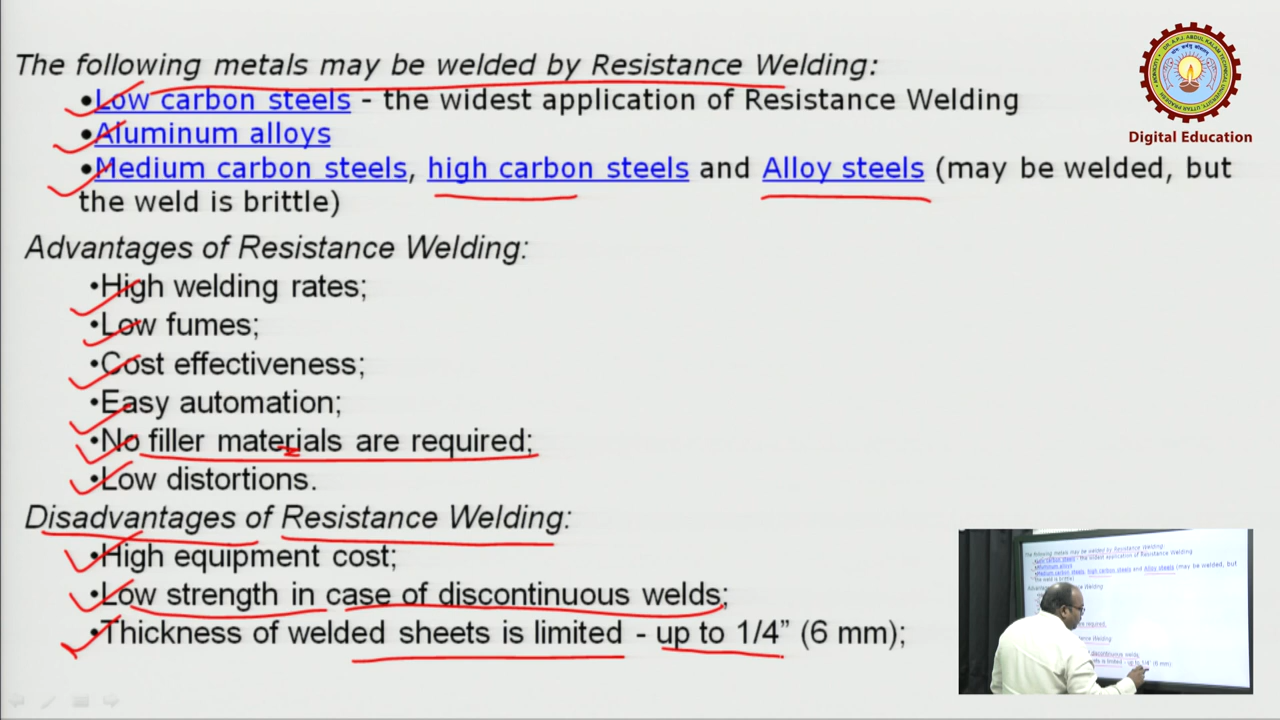 The following metals may be welded by Resistance Welding:
•Low carbon steels - the widest application of Resistance Welding
•Aluminum alloys
•Medium carbon steels, high carbon steels and Alloy steels (may be welded, but
the weld is brittle)
Advantages of Resistance Welding:
•High welding rates;
•Low fumes;
•Cost effectiveness;
•Easy automation;
•No filler materials are required;
•Low distortions.
Disadvantages of Resistance Welding:
•High equipment cost;
•Low strength in case of discontinuous welds;
•Thickness of welded sheets is limited - up to 1/4” (6 mm);
Digital Education